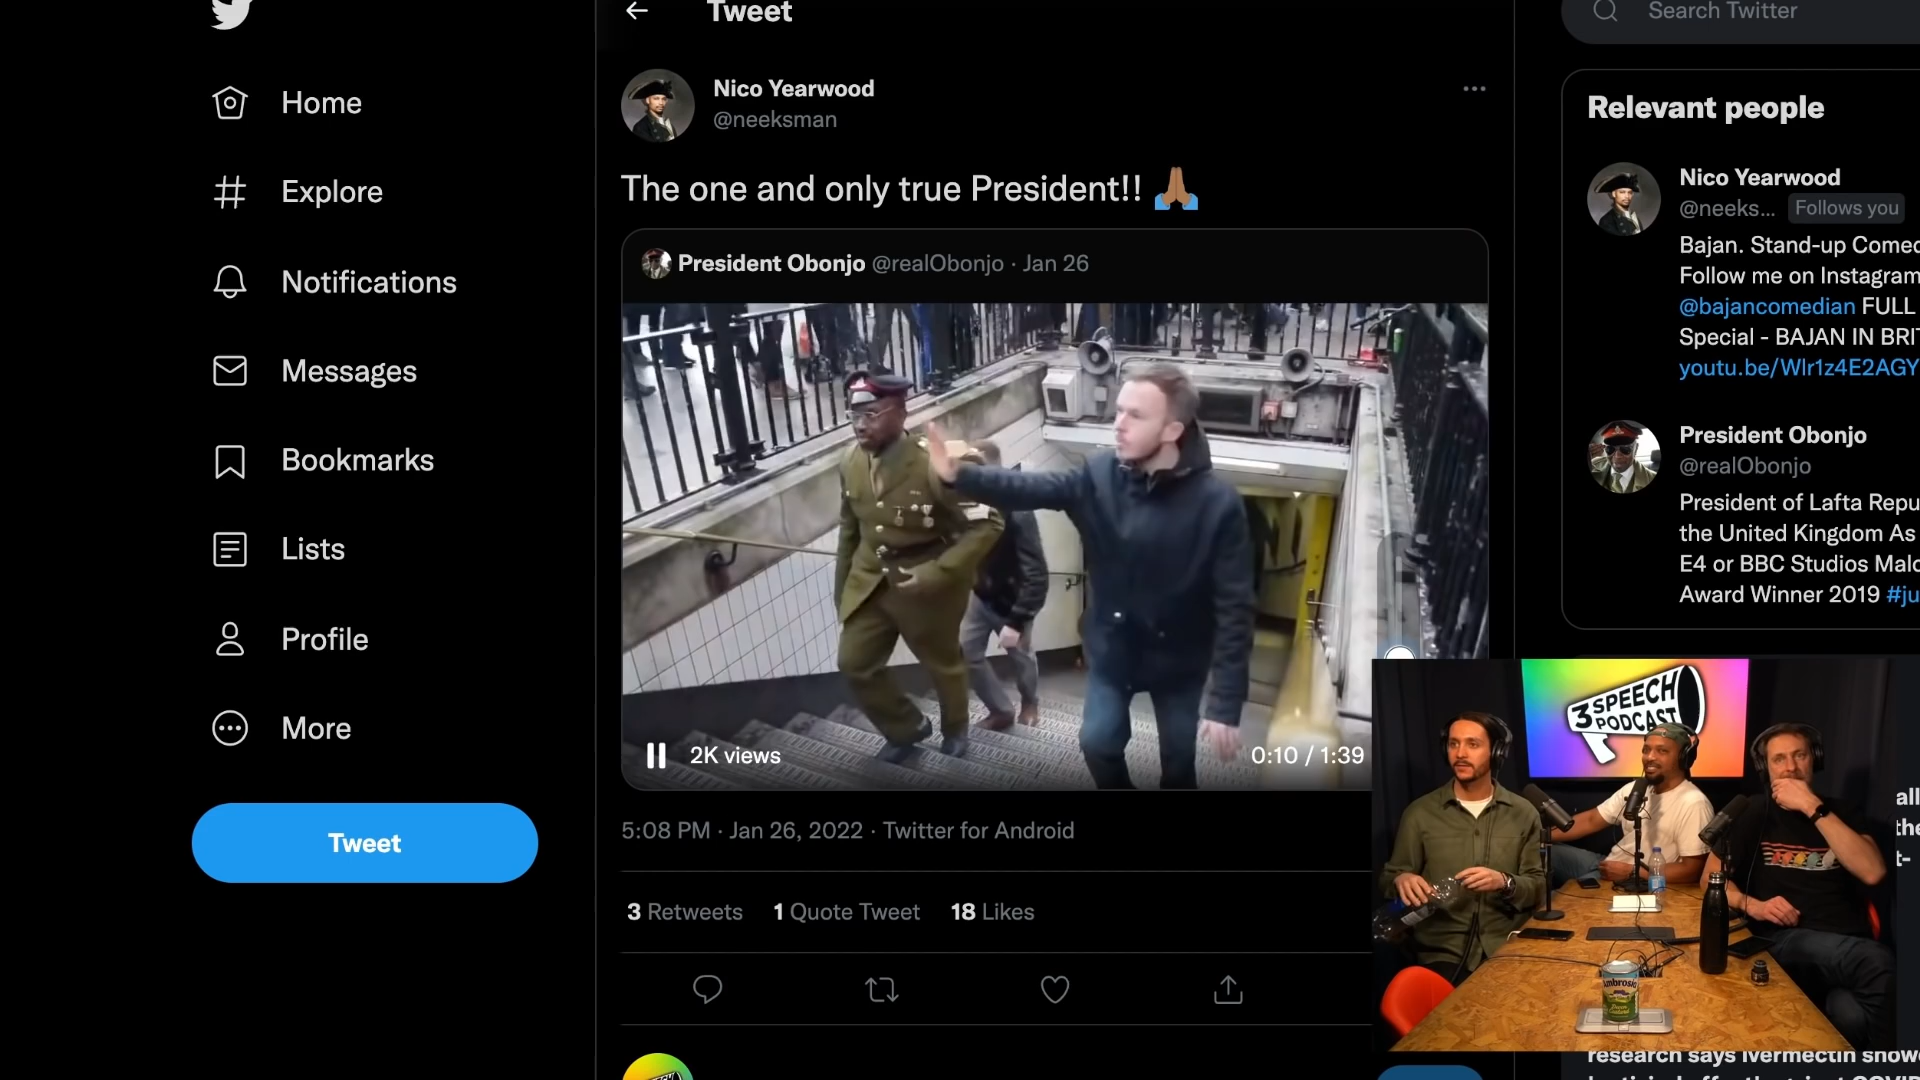 Tweet
Search Twitter
Home
Explore
Notifications
Messages
Bookmarks
Lists
Profile
More
Tweet
Nico Yearwood
@neeksman
The one and only true President!!
President Obonjo @realObonjo · Jan 26
2K views
0:10 / 1:39
5:08 PM · Jan 26, 2022 · Twitter for Android
3 Retweets 1 Quote Tweet 18 Likes
Relevant people
Nico Yearwood
@neeks... Follows you
Bajan. Stand-up Comed
Follow me on Instagram
@bajancomedian FULL
Special - BAJAN IN BRIT
youtu.be/Wlr1z4E2AGY
President Obonjo
@realObonjo
President of Lafta Repu
the United Kingdom As
E4 or BBC Studios Malc
Award Winner 2019 #ju
3 SPEECH
PODCAST
Ambrosia
all
the
t-
research says Ivermectin showe